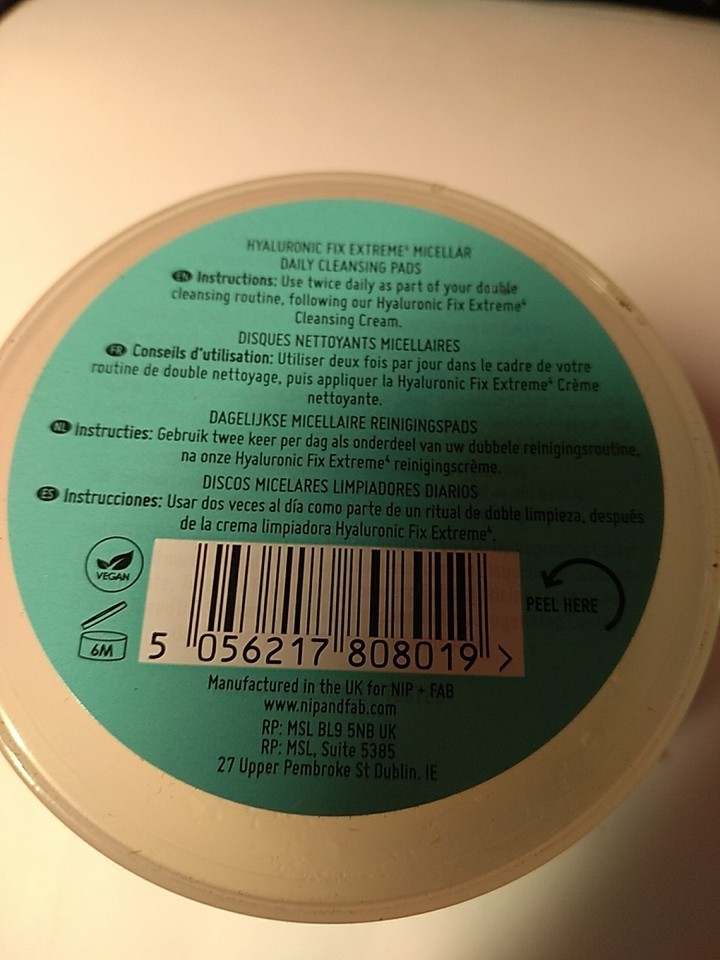 HYALURONIC FIX EXTREME⁴ MICELLAR
DAILY CLEANSING PADS
EN Instructions: Use twice daily as part of your double
cleansing routine, following our Hyaluronic Fix Extreme⁴
Cleansing Cream.
DISQUES NETTOYANTS MICELLAIRES
FR Conseils d'utilisation: Utiliser deux fois par jour dans le cadre de votre
routine de double nettoyage, puis appliquer la Hyaluronic Fix Extreme⁴ Crème
nettoyante.
DAGELIJKSE MICELLAIRE REINIGINGSPADS
NL Instructies: Gebruik twee keer per dag als onderdeel van uw dubbele reinigingsroutine,
na onze Hyaluronic Fix Extreme⁴ reinigingscrème.
DISCOS MICELARES LIMPIADORES DIARIOS
ES Instrucciones: Usar dos veces al día como parte de un ritual de doble limpieza, después
de la crema limpiadora Hyaluronic Fix Extreme⁴.
VEGAN
PEEL HERE
6M
5 056217 808019 >
Manufactured in the UK for NIP + FAB
www.nipandfab.com
RP: MSL BL9 5NB UK
RP: MSL, Suite 5385
27 Upper Pembroke St Dublin. IE